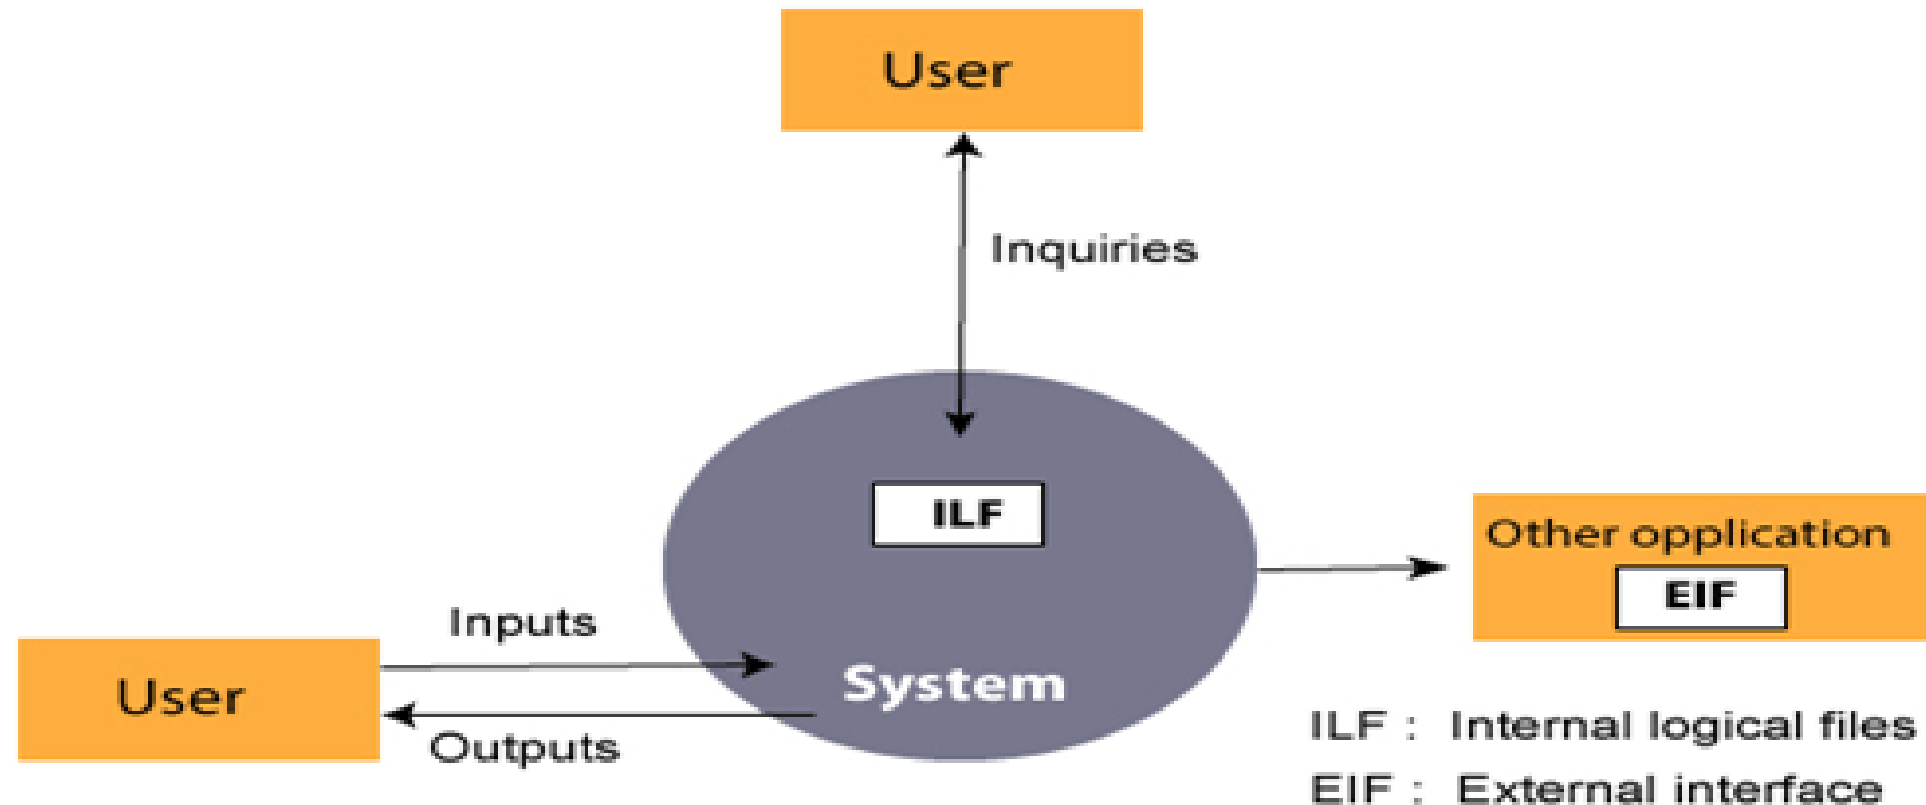 User
Inquiries
ILF
Other opplication
EIF
Inputs
System
User
Outputs
ILF : Internal logical files
EIF : External interface